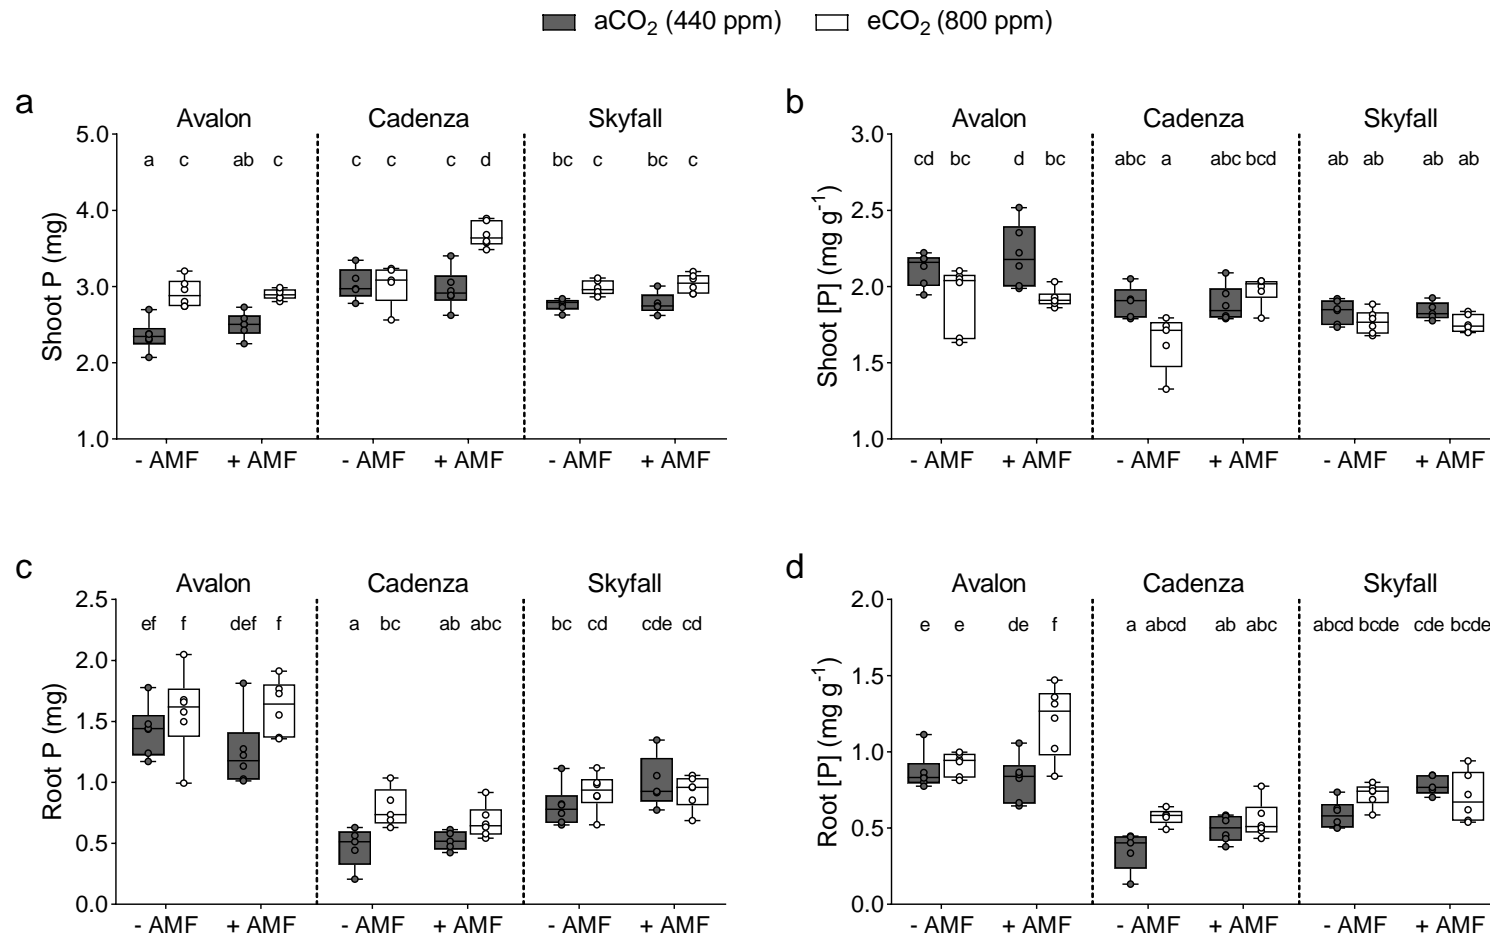 aCO₂ (440 ppm) eCO₂ (800 ppm)
a
Avalon Cadenza Skyfall
5.0
4.0
3.0
2.0
1.0
Shoot P (mg)
a c ab c c c c d bc c bc c
- AMF + AMF - AMF + AMF - AMF + AMF
b
Avalon Cadenza Skyfall
3.0
2.5
2.0
1.5
1.0
Shoot [P] (mg g⁻¹)
cd bc d bc abc a abc bcd ab ab ab ab
- AMF + AMF - AMF + AMF - AMF + AMF
c
Avalon Cadenza Skyfall
2.5
2.0
1.5
1.0
0.5
0.0
Root P (mg)
ef f def f a bc ab abc bc cd cde cd
- AMF + AMF - AMF + AMF - AMF + AMF
d
Avalon Cadenza Skyfall
2.0
1.5
1.0
0.5
0.0
Root [P] (mg g⁻¹)
e e de f a abcd ab abc abcd bcde cde bcde
- AMF + AMF - AMF + AMF - AMF + AMF